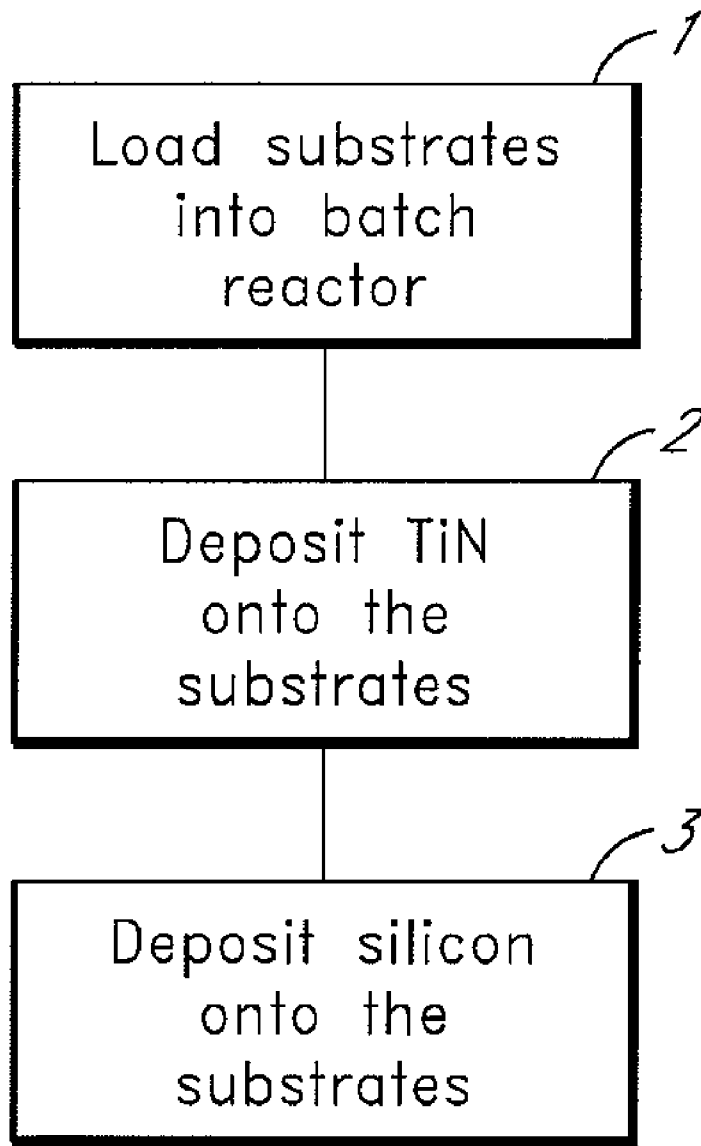 1
Load substrates
into batch
reactor
2
Deposit TiN
onto the
substrates
3
Deposit silicon
onto the
substrates